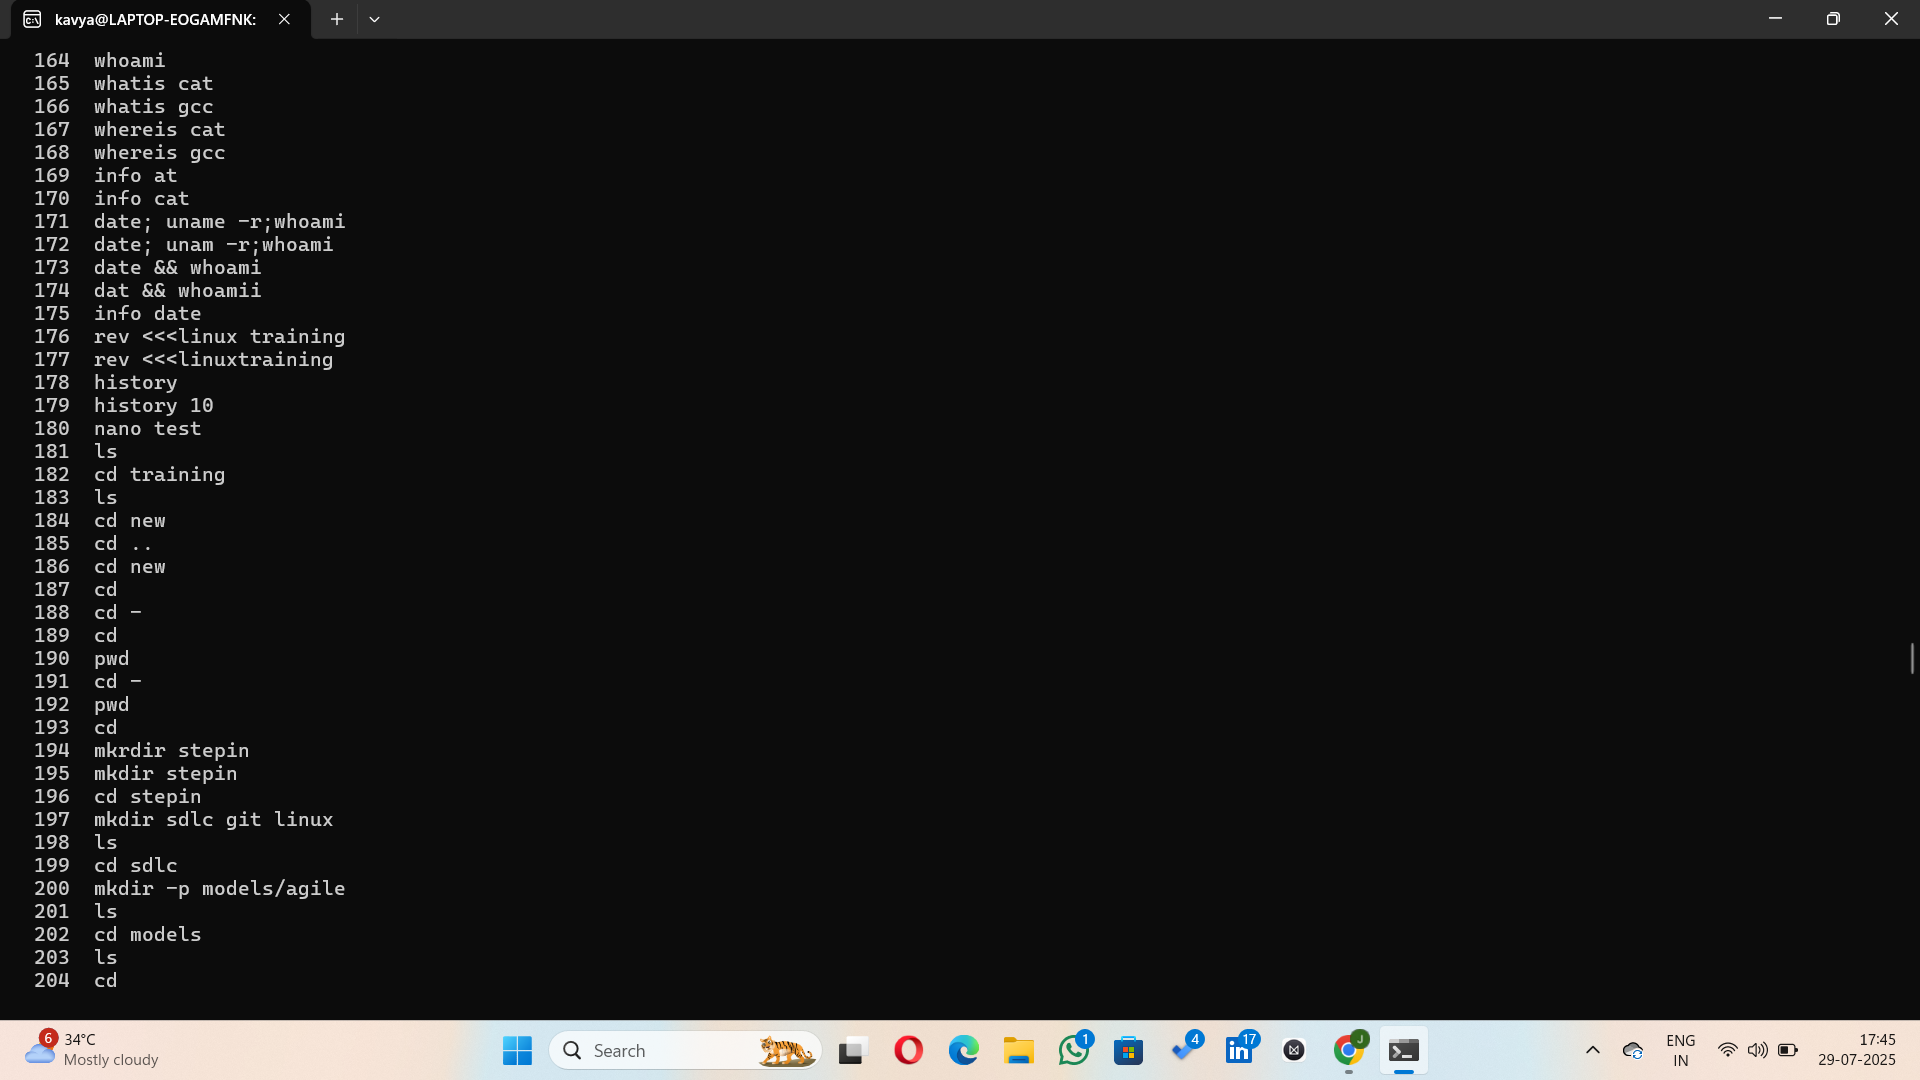 kavya@LAPTOP-EOGAMFNK:
164 whoami
165 whatis cat
166 whatis gcc
167 whereis cat
168 whereis gcc
169 info at
170 info cat
171 date; uname -r;whoami
172 date; unam -r;whoami
173 date && whoami
174 dat && whoamii
175 info date
176 rev <<<linux training
177 rev <<<linuxtraining
178 history
179 history 10
180 nano test
181 ls
182 cd training
183 ls
184 cd new
185 cd ..
186 cd new
187 cd
188 cd -
189 cd
190 pwd
191 cd -
192 pwd
193 cd
194 mkrdir stepin
195 mkdir stepin
196 cd stepin
197 mkdir sdlc git linux
198 ls
199 cd sdlc
200 mkdir -p models/agile
201 ls
202 cd models
203 ls
204 cd
6
34°C
Mostly cloudy
Search
1
4
17
in
J
ENG
IN
17:45
29-07-2025